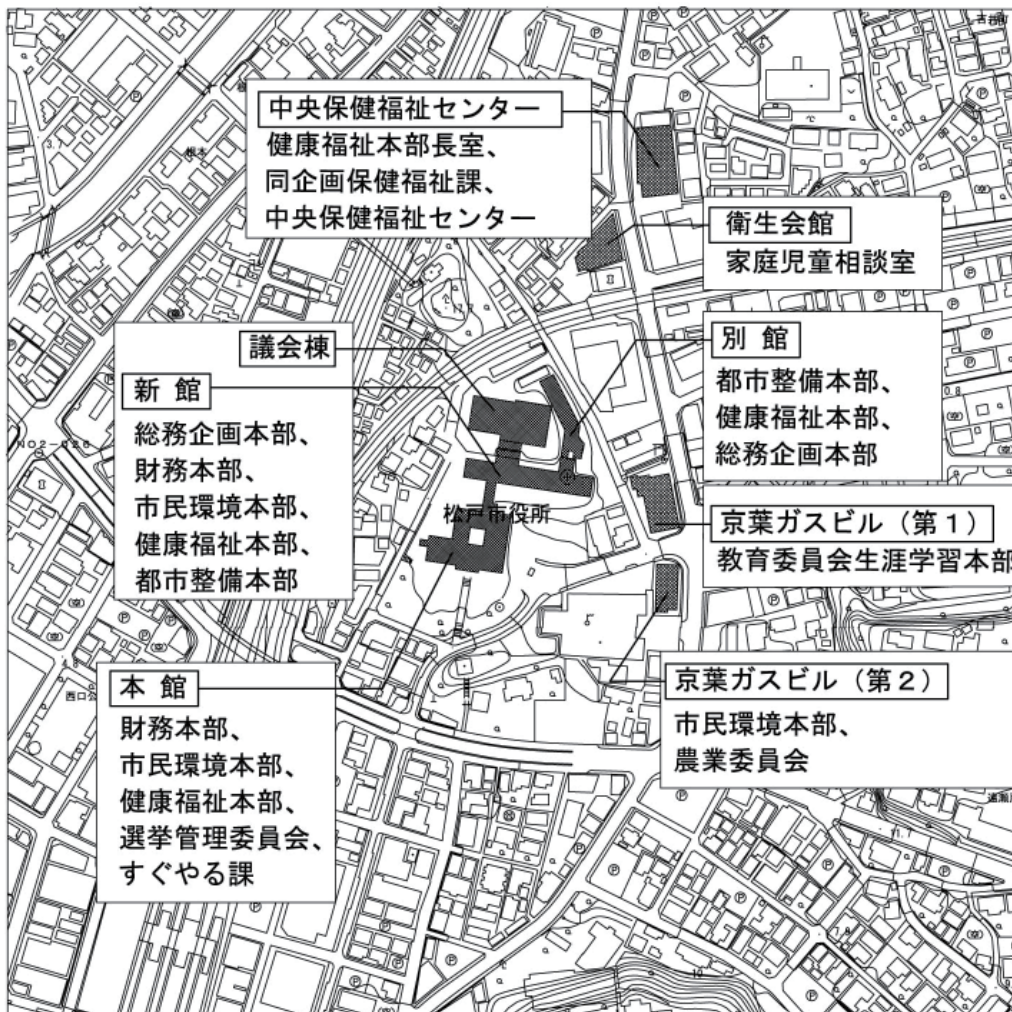 中央保健福祉センター
健康福祉本部長室、
同企画保健福祉課、
中央保健福祉センター
衛生会館
家庭児童相談室
議会棟
別 館
都市整備本部、
健康福祉本部、
総務企画本部
新 館
総務企画本部、
財務本部、
市民環境本部、
健康福祉本部、
都市整備本部
松戸市役所
京葉ガスビル（第１）
教育委員会生涯学習本部
本 館
財務本部、
市民環境本部、
健康福祉本部、
選挙管理委員会、
すぐやる課
京葉ガスビル（第２）
市民環境本部、
農業委員会
根本
3.7
11.7
7.8